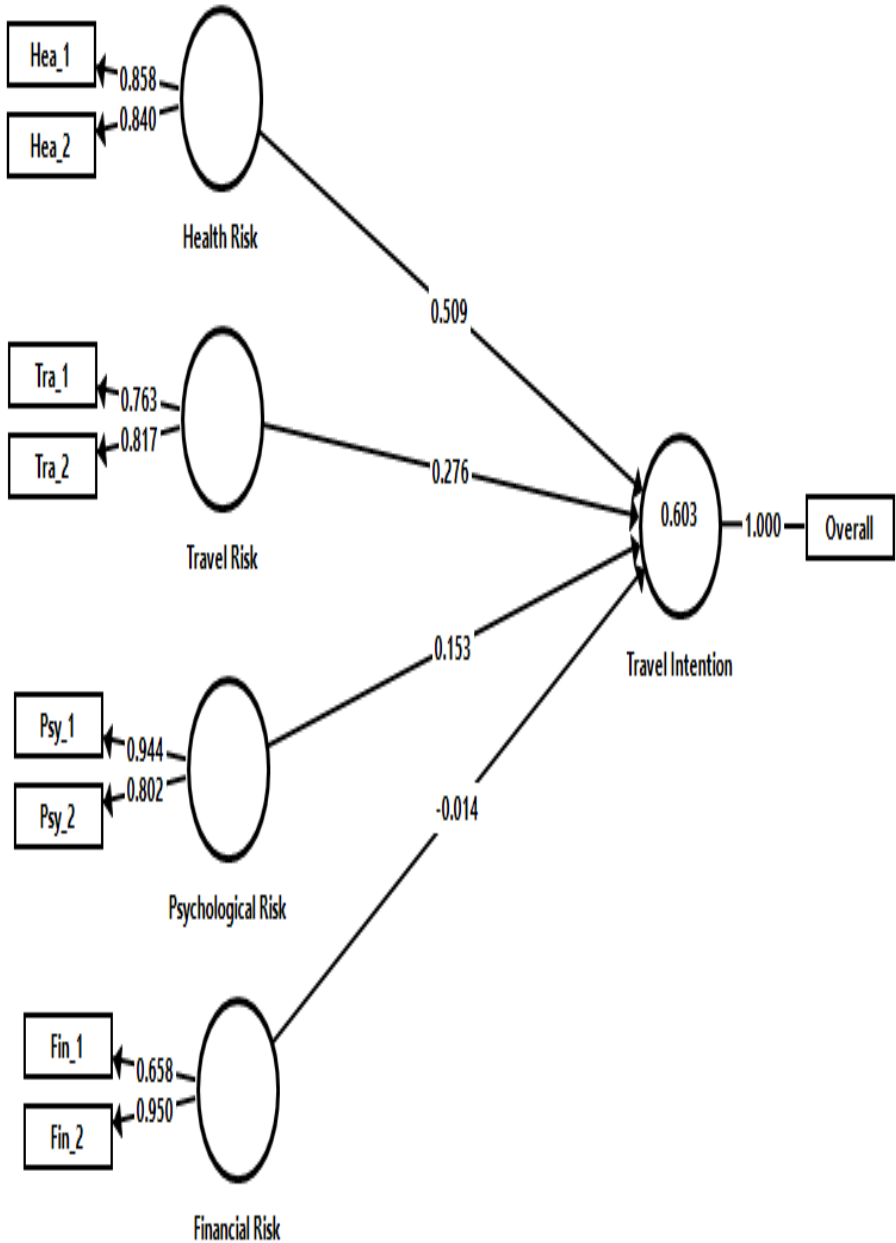 Hea_1
0.858
0.840
Hea_2
Health Risk
0.509
Tra_1
0.763
0.817
Tra_2
Travel Risk
0.276
0.603
1.000
Overall
Travel Intention
Psy_1
0.944
0.802
Psy_2
Psychological Risk
0.153
-0.014
Fin_1
0.658
0.950
Fin_2
Financial Risk